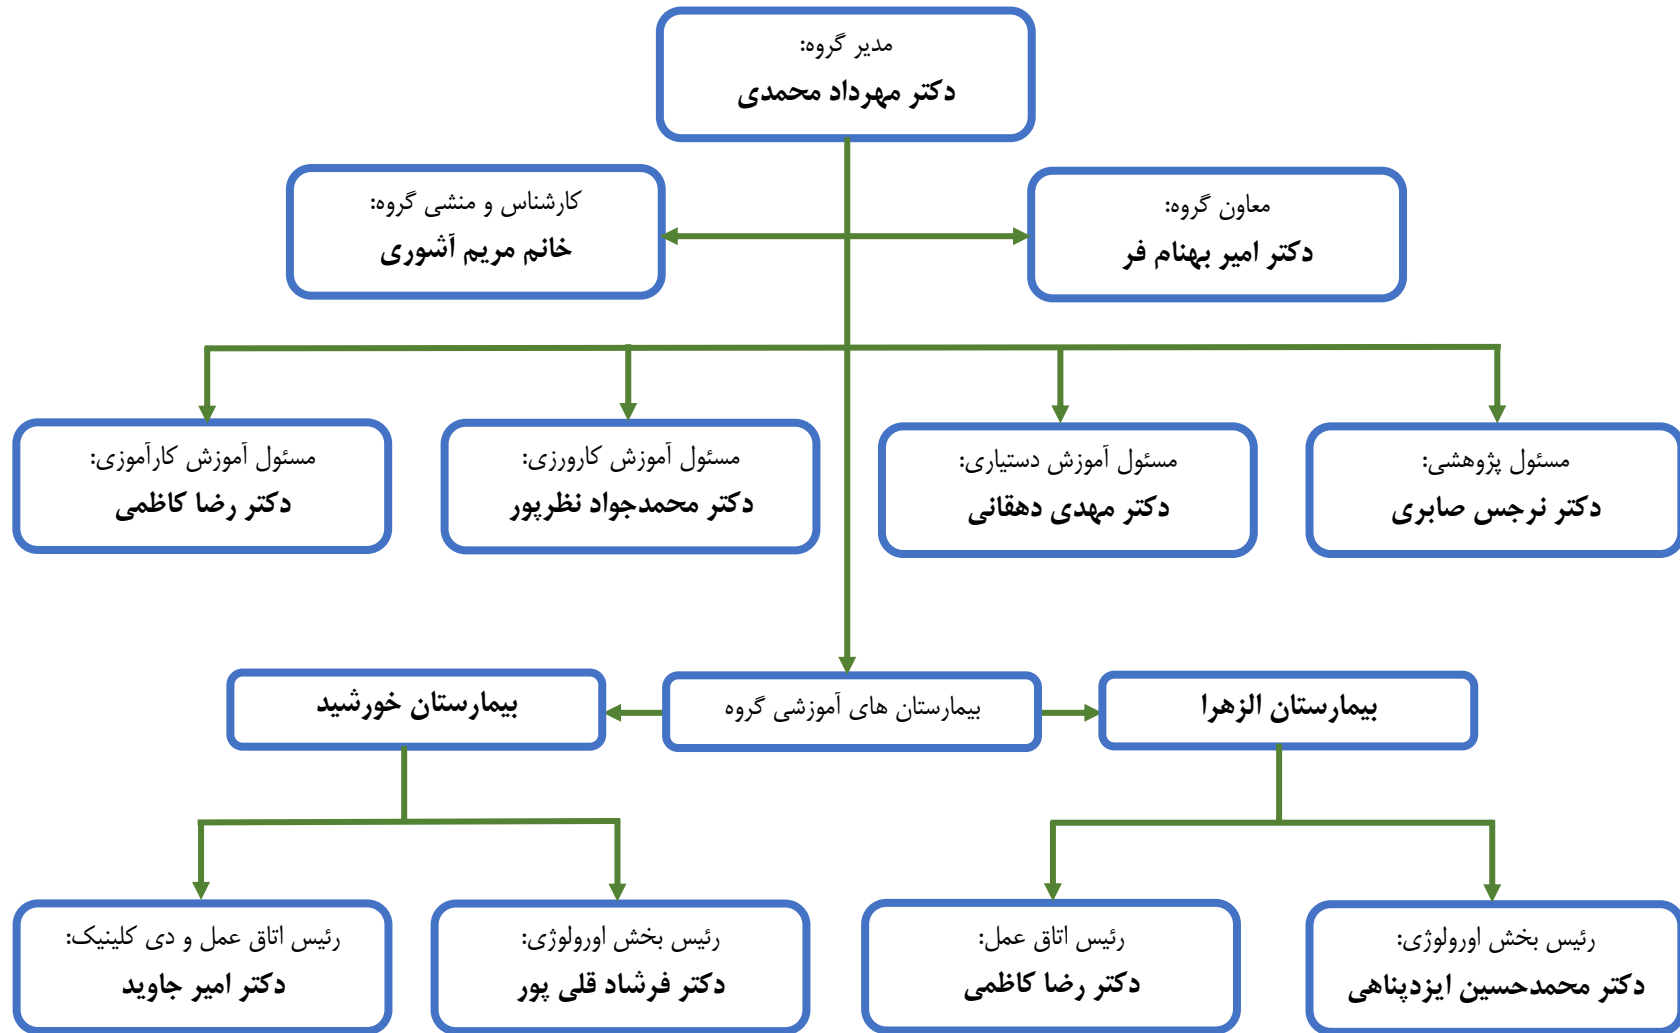 مدیر گروه:
دکتر مهرداد محمدی
معاون گروه:
دکتر امیر بهنام فر
کارشناس و منشی گروه:
خانم مریم آشوری
مسئول پژوهشی:
دکتر نرجس صابری
مسئول آموزش دستیاری:
دکتر مهدی دهقانی
مسئول آموزش کارورزی:
دکتر محمدجواد نظرپور
مسئول آموزش کارآموزی:
دکتر رضا کاظمی
بیمارستان الزهرا
بیمارستان های آموزشی گروه
بیمارستان خورشید
رئیس بخش اورولوژی:
دکتر محمدحسین ایزدپناهی
رئیس اتاق عمل:
دکتر رضا کاظمی
رئیس بخش اورولوژی:
دکتر فرشاد قلی پور
رئیس اتاق عمل و دی کلینیک:
دکتر امیر جاوید